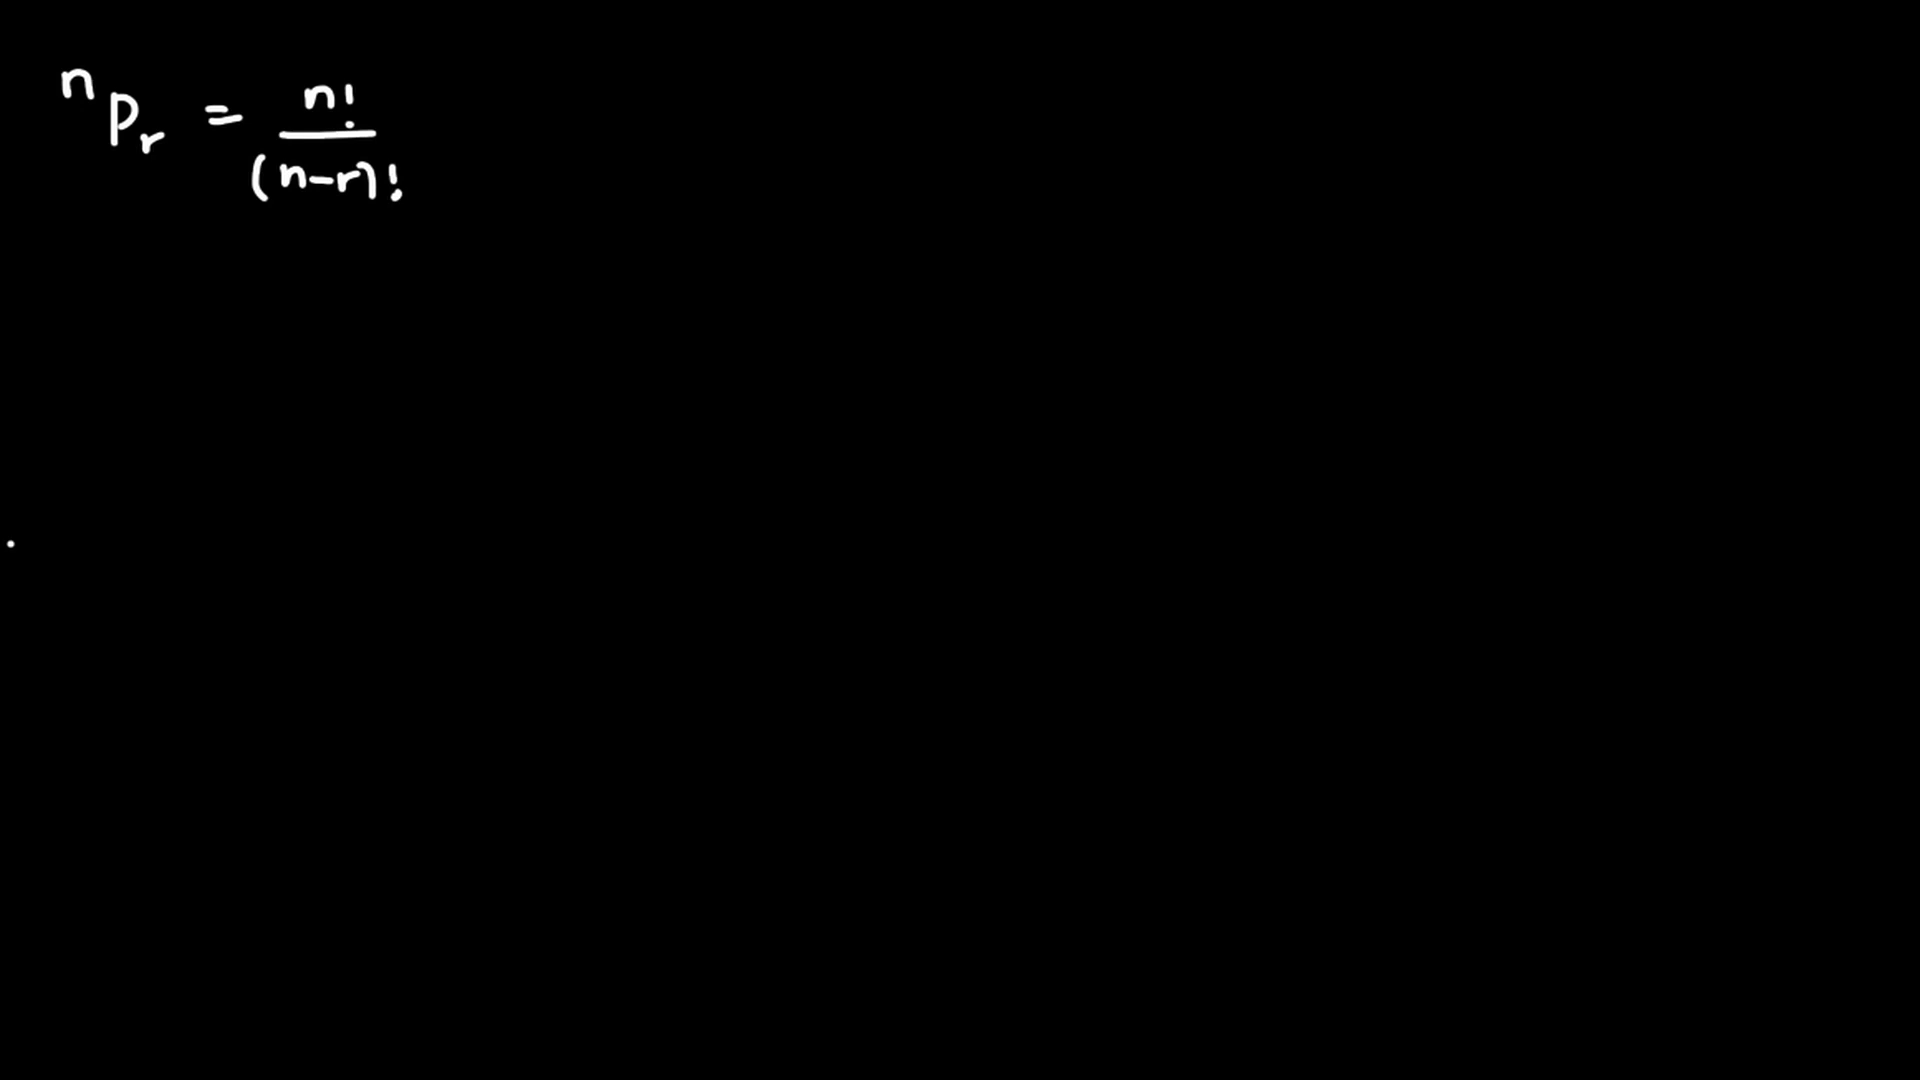 ⁿPᵣ = n! / (n-r)!